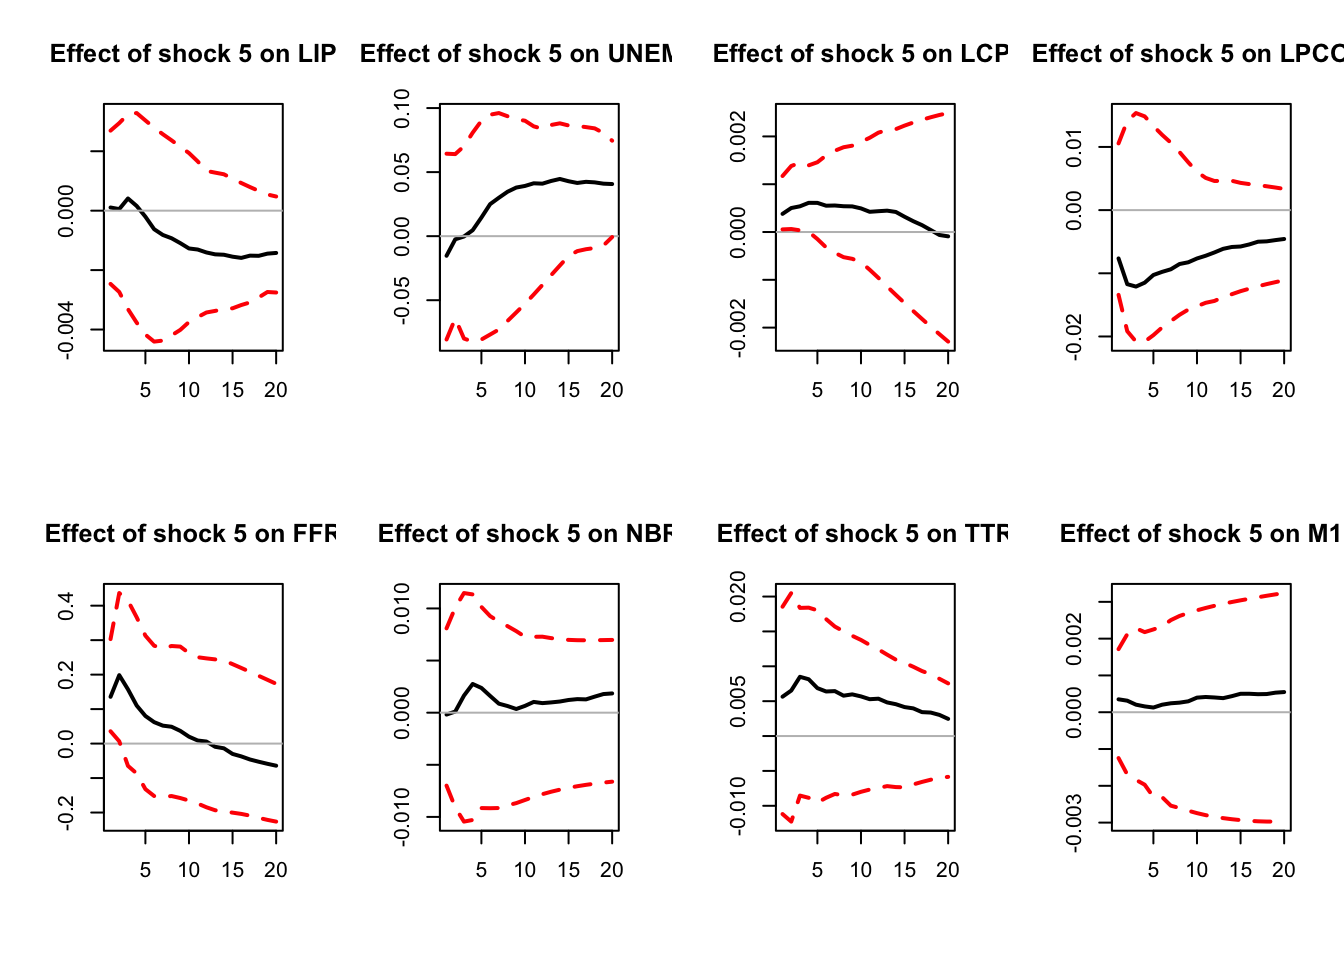 Effect of shock 5 on LIP
Effect of shock 5 on UNEM
Effect of shock 5 on LCP
Effect of shock 5 on LPCO
0.000
-0.004
5 10 15 20
0.10
0.05
0.00
-0.05
5 10 15 20
0.002
0.000
-0.002
5 10 15 20
0.01
0.00
-0.02
5 10 15 20
Effect of shock 5 on FFR
Effect of shock 5 on NBR
Effect of shock 5 on TTR
Effect of shock 5 on M1
0.4
0.2
0.0
-0.2
5 10 15 20
0.010
0.000
-0.010
5 10 15 20
0.020
0.005
-0.010
5 10 15 20
0.002
0.000
-0.003
5 10 15 20